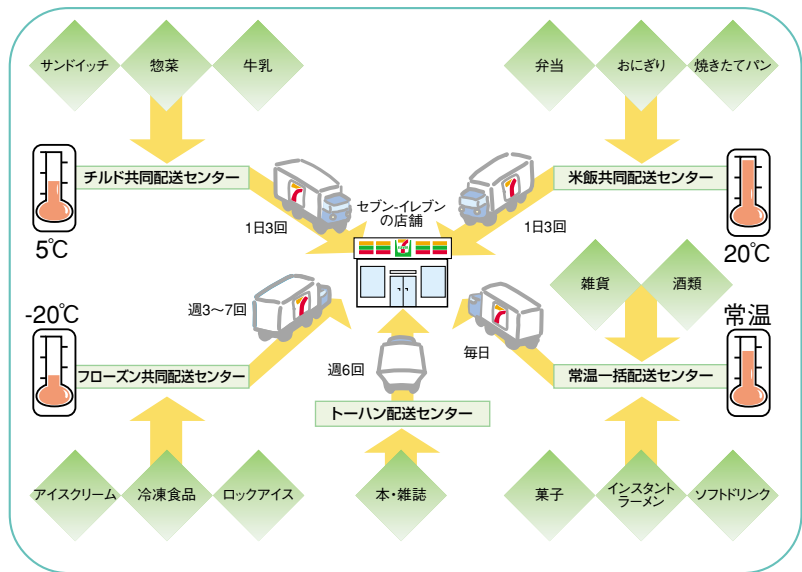 サンドイッチ
惣菜
牛乳
弁当
おにぎり
焼きたてパン
チルド共同配送センター
米飯共同配送センター
5℃
20℃
1日3回
1日3回
セブン-イレブン
の店舗
雑貨
酒類
-20℃
常温
週3〜7回
毎日
週6回
フローズン共同配送センター
常温一括配送センター
トーハン配送センター
アイスクリーム
冷凍食品
ロックアイス
本・雑誌
菓子
インスタント
ラーメン
ソフトドリンク